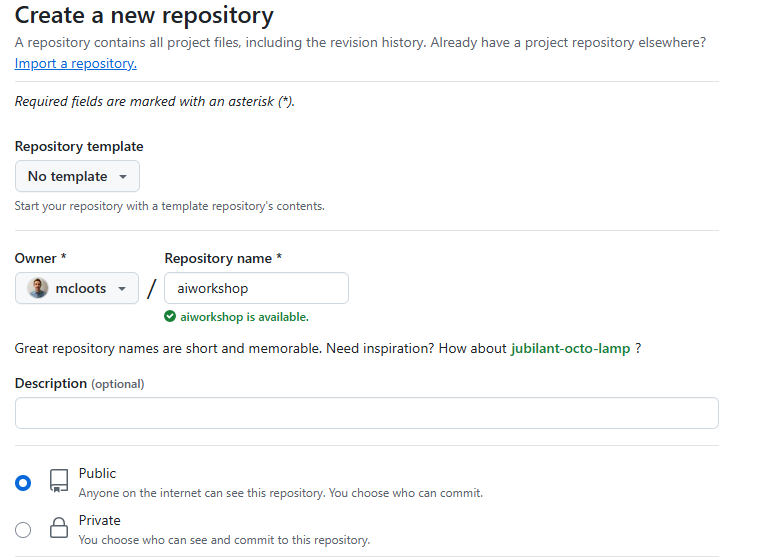 Create a new repository
A repository contains all project files, including the revision history. Already have a project repository elsewhere?
Import a repository.
Required fields are marked with an asterisk (*).
Repository template
No template
Start your repository with a template repository's contents.
Owner * Repository name *
mcloots / aiworkshop
aiworkshop is available.
Great repository names are short and memorable. Need inspiration? How about jubilant-octo-lamp ?
Description (optional)
Public
Anyone on the internet can see this repository. You choose who can commit.
Private
You choose who can see and commit to this repository.